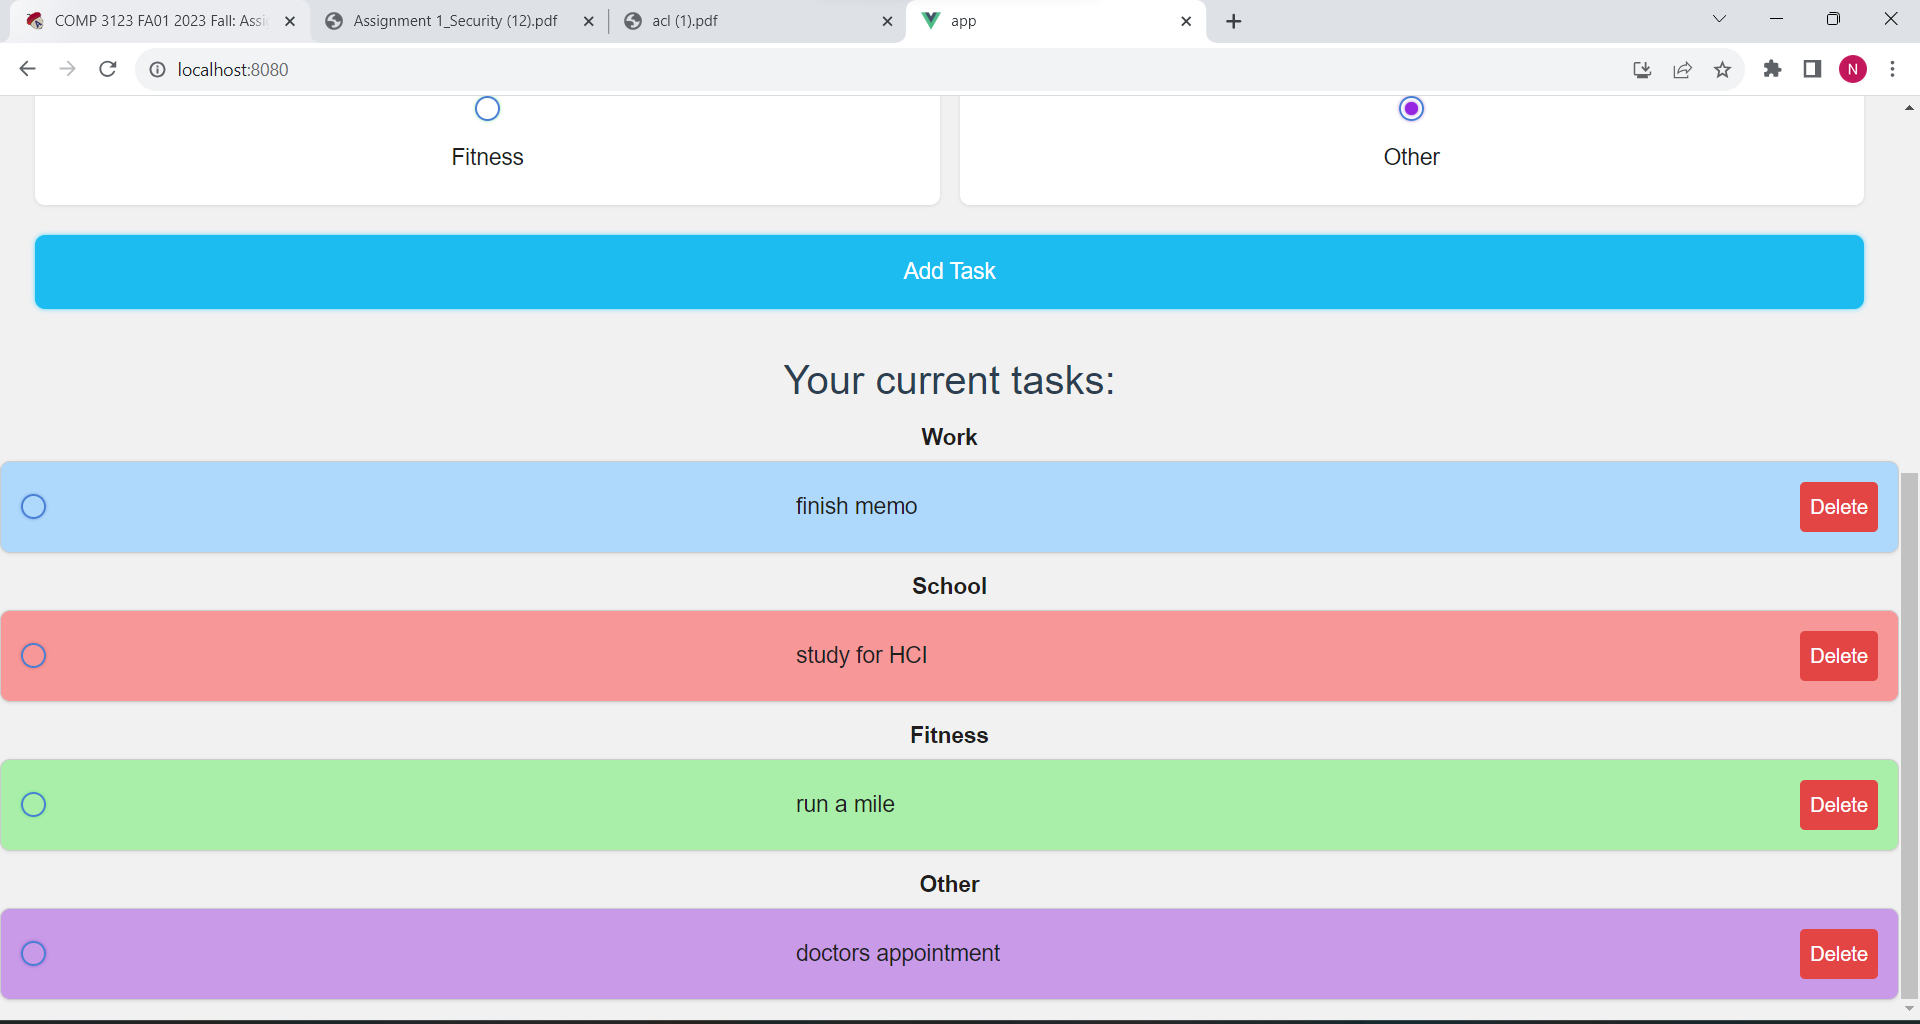 COMP 3123 FA01 2023 Fall: Assi
Assignment 1_Security (12).pdf
acl (1).pdf
app
localhost:8080
N
Fitness
Other
Add Task
Your current tasks:
Work
finish memo
Delete
School
study for HCI
Delete
Fitness
run a mile
Delete
Other
doctors appointment
Delete